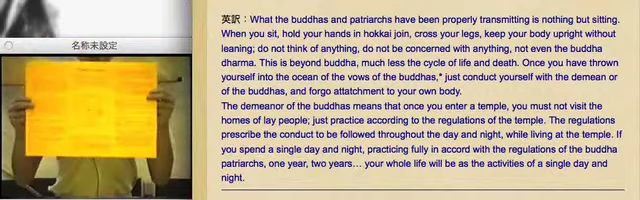 名称未設定
英訳：What the buddhas and patriarchs have been properly transmitting is nothing but sitting.
When you sit, hold your hands in hokkai join, cross your legs, keep your body upright without
leaning; do not think of anything, do not be concerned with anything, not even the buddha
dharma. This is beyond buddha, much less the cycle of life and death. Once you have thrown
yourself into the ocean of the vows of the buddhas,* just conduct yourself with the demean or
of the buddhas, and forgo attatchment to your own body.
The demeanor of the buddhas means that once you enter a temple, you must not visit the
homes of lay people; just practice according to the regulations of the temple. The regulations
prescribe the conduct to be followed throughout the day and night, while living at the temple. If
you spend a single day and night, practicing fully in accord with the regulations of the buddha
patriarchs, one year, two years… your whole life will be as the activities of a single day and
night.